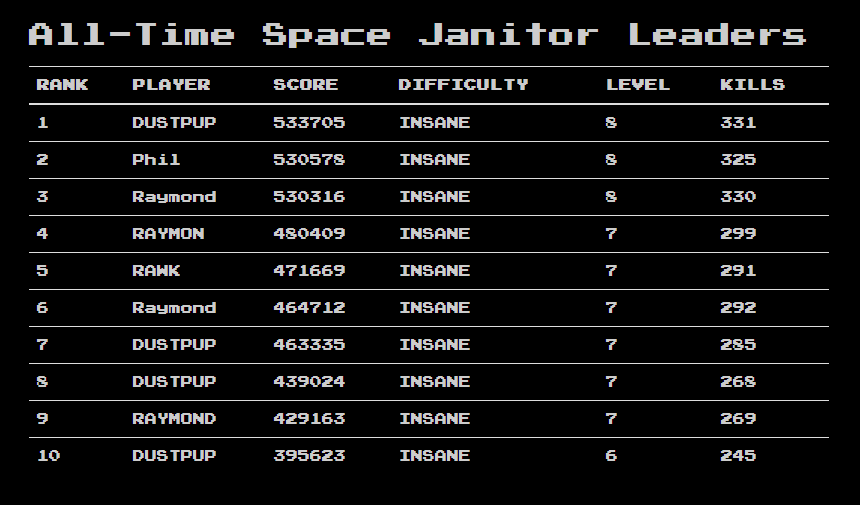 All-Time Space Janitor Leaders
RANK PLAYER SCORE DIFFICULTY LEVEL KILLS
1 DUSTPUP 533705 INSANE 8 331
2 Phil 530578 INSANE 8 325
3 Raymond 530316 INSANE 8 330
4 RAYMON 480409 INSANE 7 299
5 RAWK 471669 INSANE 7 291
6 Raymond 464712 INSANE 7 292
7 DUSTPUP 463335 INSANE 7 285
8 DUSTPUP 439024 INSANE 7 268
9 RAYMOND 429163 INSANE 7 269
10 DUSTPUP 395623 INSANE 6 245